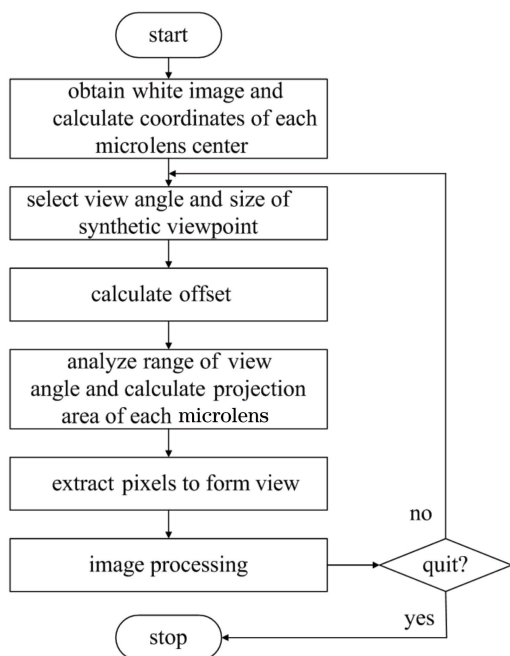 start
obtain white image and
calculate coordinates of each
microlens center
select view angle and size of
synthetic viewpoint
calculate offset
analyze range of view
angle and calculate projection
area of each microlens
extract pixels to form view
no
image processing
quit?
yes
stop